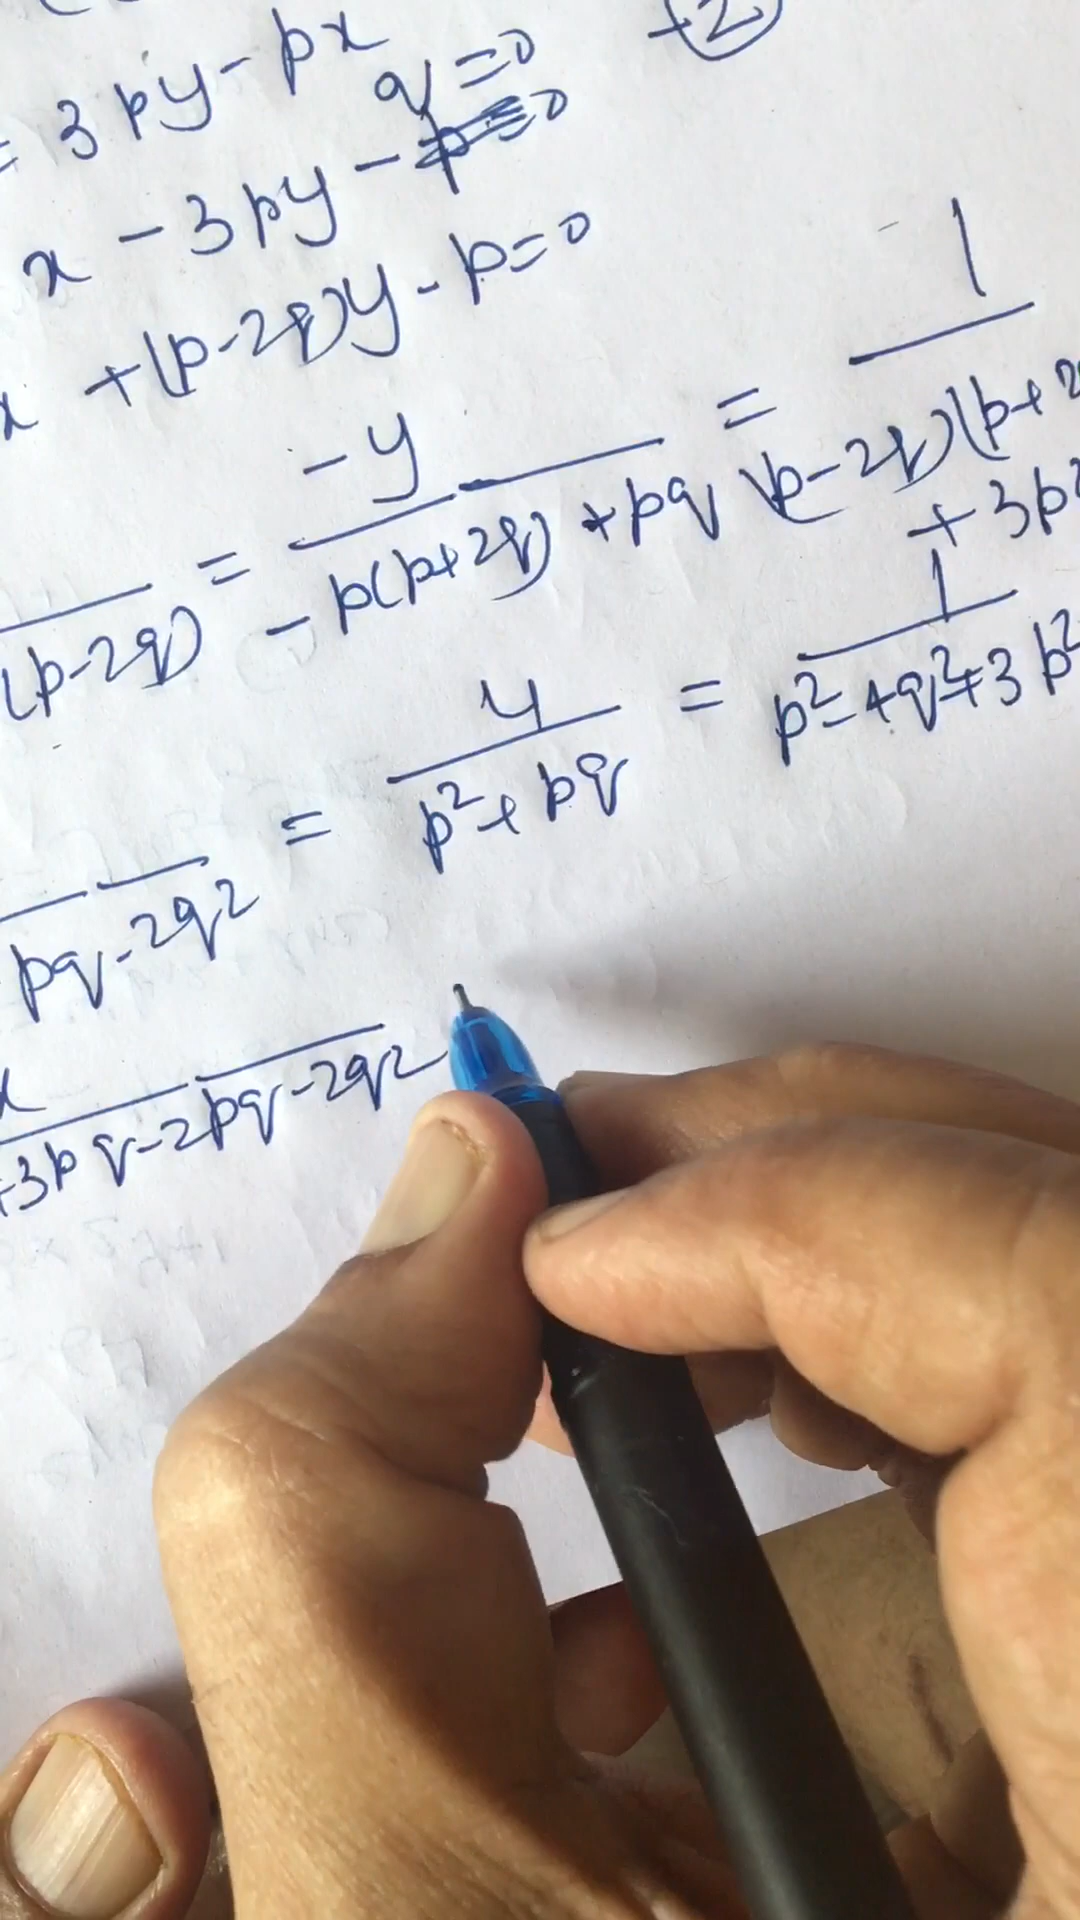 = 3py - px
q = 0
x - 3py - p = 0
x + (p-2q)y - p = 0
-y 1
= =
(p-2q) -p(p+2q) + pq (p-2q)(p+2
+ 3p²
y 1
= =
pq - 2q² p² + pq p² - 4q² + 3p²
x
+3pq - 2pq - 2q²